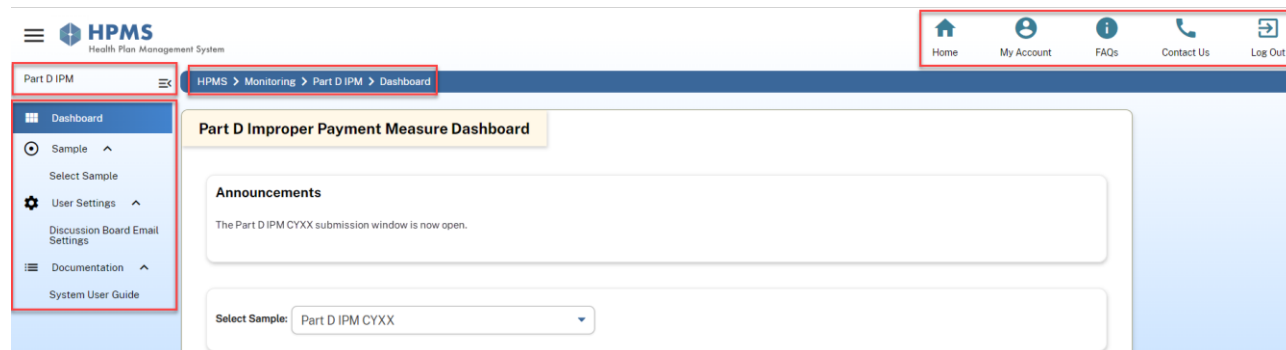 HPMS
Health Plan Management System
Home
My Account
FAQs
Contact Us
Log Out
Part D IPM
HPMS > Monitoring > Part D IPM > Dashboard
Dashboard
Sample
Select Sample
User Settings
Discussion Board Email
Settings
Documentation
System User Guide
Part D Improper Payment Measure Dashboard
Announcements
The Part D IPM CYXX submission window is now open.
Select Sample: Part D IPM CYXX